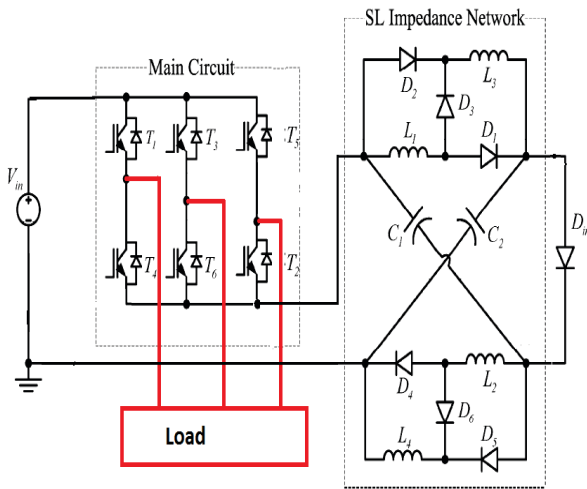 SL Impedance Network
Main Circuit
D2
L3
D3
L1
D1
T1
T3
T5
Vin
C1
C2
Din
T4
T6
T2
D4
L2
D6
L4
D5
Load